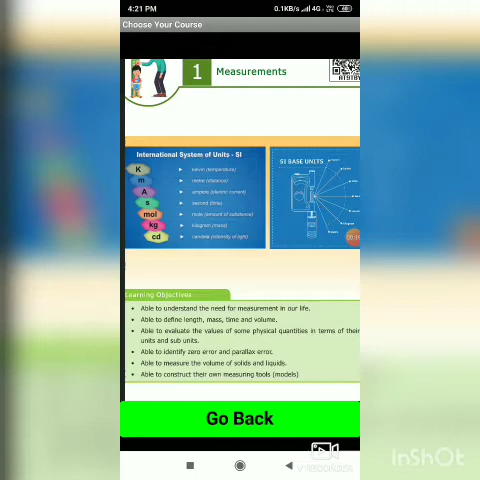 4:21 PM 0.1KB/s 4G 60
Choose Your Course
1 Measurements
International System of Units - SI
K kelvin (temperature)
m metre (distance)
A ampere (electric current)
s second (time)
mol mole (amount of substance)
kg kilogram (mass)
cd candela (intensity of light)
SI BASE UNITS
Learning Objectives
• Able to understand the need for measurement in our life.
• Able to define length, mass, time and volume.
• Able to evaluate the values of some physical quantities in terms of their
units and sub units.
• Able to identify zero error and parallax error.
• Able to measure the volume of solids and liquids.
• Able to construct their own measuring tools (models)
Go Back
InShOt